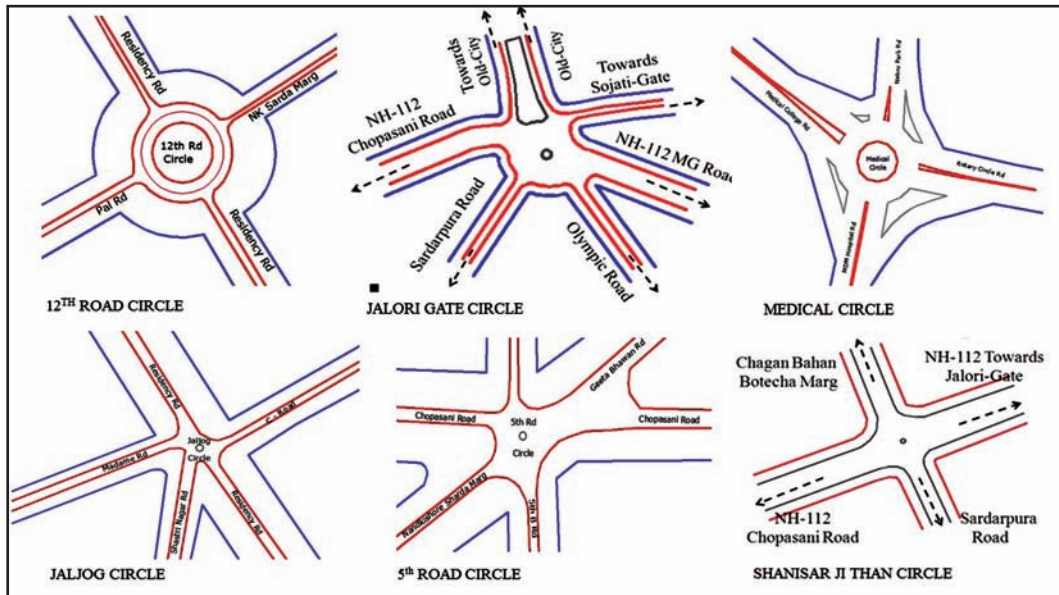 Residency Rd
NK Sarda Marg
12th Rd
Circle
Pal Rd
Residency Rd
12TH ROAD CIRCLE
Towards
Old-City
Old-City
Towards
Sojati-Gate
NH-112
Chopasani Road
NH-112 MG Road
Sardarpura Road
Olympic Road
JALORI GATE CIRCLE
Medical College Rd
Medical
Circle
Rotary Circle Rd
MEDICAL CIRCLE
Residency Rd
C - Road
Jaljog
Circle
Madame Rd
Shastri Nagar Rd
Residency Rd
JALJOG CIRCLE
Geeta Bhawan Rd
Chopasani Road
5th Rd
Circle
Chopasani Road
Nandkishore Sharda Marg
5th B Rd
5th ROAD CIRCLE
Chagan Bahan
Botecha Marg
NH-112 Towards
Jalori-Gate
NH-112
Chopasani Road
Sardarpura
Road
SHANISAR JI THAN CIRCLE